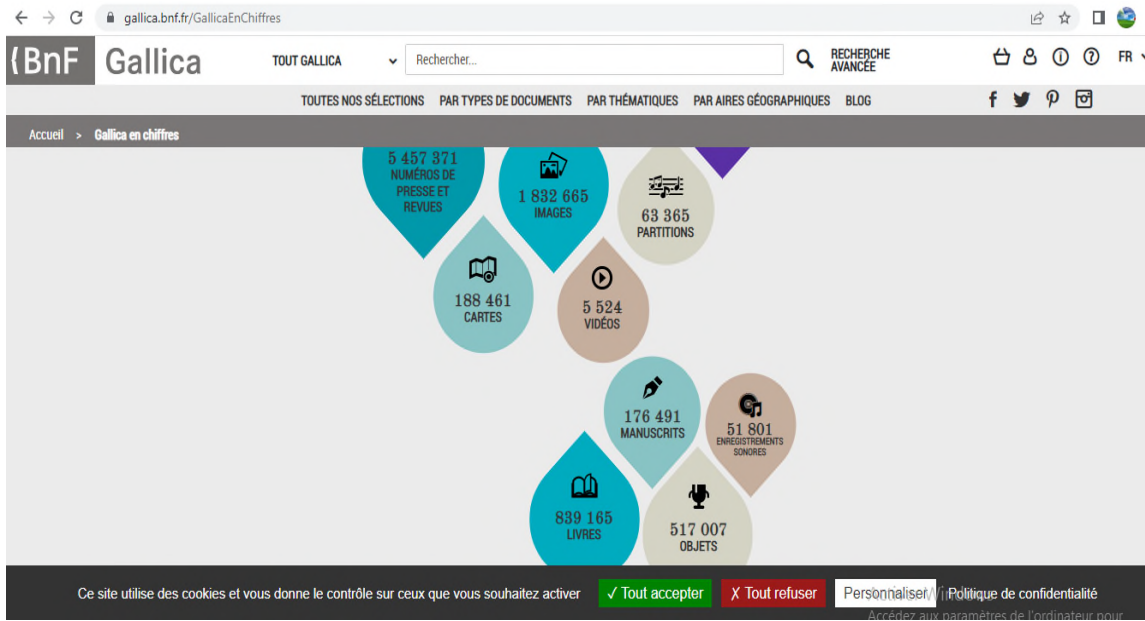 gallica.bnf.fr/GallicaEnChiffres
{BnF Gallica
TOUT GALLICA
Rechercher...
RECHERCHE
AVANCÉE
FR
TOUTES NOS SÉLECTIONS PAR TYPES DE DOCUMENTS PAR THÉMATIQUES PAR AIRES GÉOGRAPHIQUES BLOG
Accueil > Gallica en chiffres
5 457 371
NUMÉROS DE
PRESSE ET
REVUES
1 832 665
IMAGES
63 365
PARTITIONS
188 461
CARTES
5 524
VIDÉOS
176 491
MANUSCRITS
51 801
ENREGISTREMENTS
SONORES
839 165
LIVRES
517 007
OBJETS
Ce site utilise des cookies et vous donne le contrôle sur ceux que vous souhaitez activer
✓ Tout accepter
✗ Tout refuser
Personnaliser
Politique de confidentialité
Activer Windows
Accédez aux paramètres de l'ordinateur pour